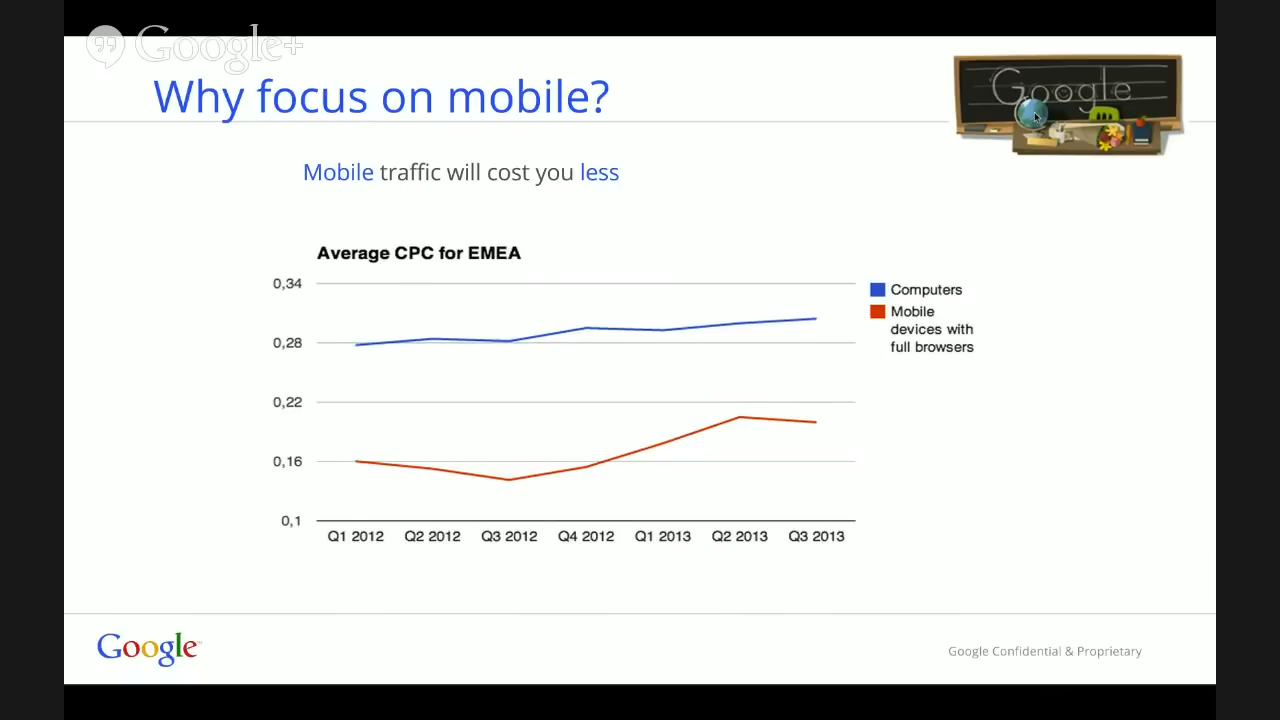 Google+
Why focus on mobile?
Google
Mobile traffic will cost you less
Average CPC for EMEA
0,34
0,28
0,22
0,16
0,1
Q1 2012 Q2 2012 Q3 2012 Q4 2012 Q1 2013 Q2 2013 Q3 2013
Computers
Mobile
devices with
full browsers
Google
Google Confidential & Proprietary